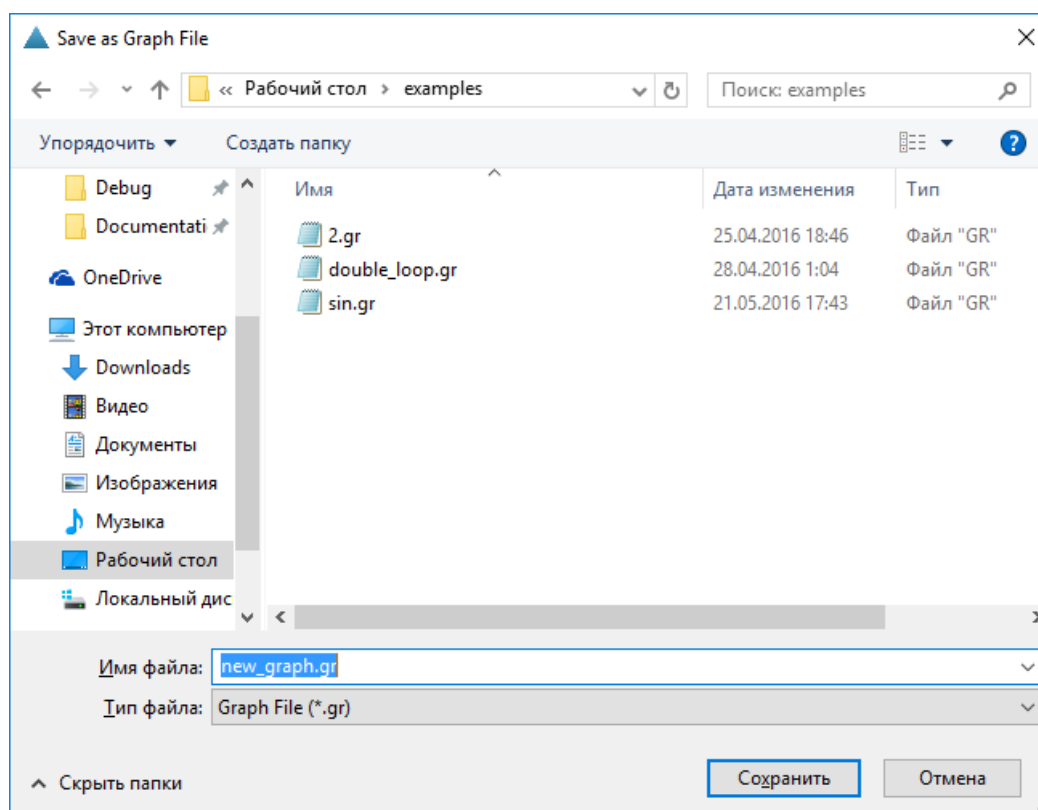 Save as Graph File
« Рабочий стол › examples
Поиск: examples
Упорядочить
Создать папку
Debug
Documentati
OneDrive
Этот компьютер
Downloads
Видео
Документы
Изображения
Музыка
Рабочий стол
Локальный дис
Имя Дата изменения Тип
2.gr 25.04.2016 18:46 Файл "GR"
double_loop.gr 28.04.2016 1:04 Файл "GR"
sin.gr 21.05.2016 17:43 Файл "GR"
Имя файла: new_graph.gr
Тип файла: Graph File (*.gr)
Скрыть папки
Сохранить
Отмена